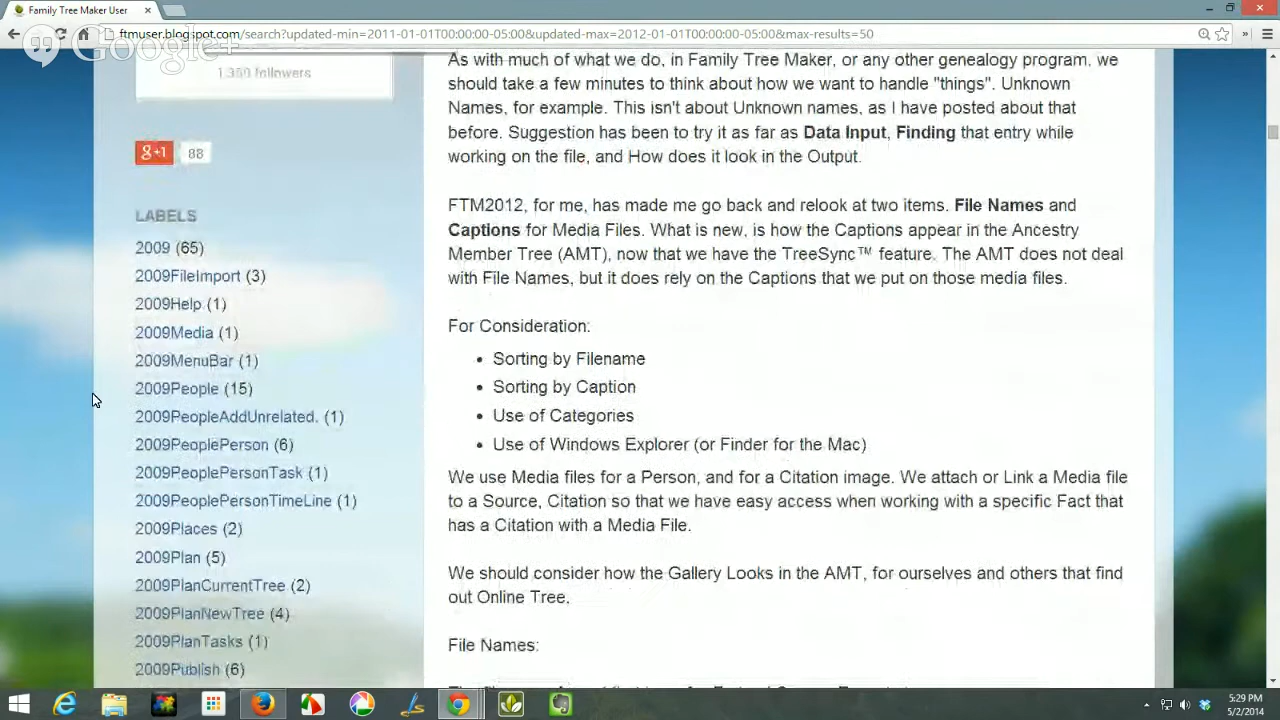 Family Tree Maker User
ftmuser.blogspot.com/search?updated-min=2011-01-01T00:00:00-05:00&updated-max=2012-01-01T00:00:00-05:00&max-results=50
Google+
1,350 followers
g+1 88
LABELS
2009 (65)
2009FileImport (3)
2009Help (1)
2009Media (1)
2009MenuBar (1)
2009People (15)
2009PeopleAddUnrelated. (1)
2009PeoplePerson (6)
2009PeoplePersonTask (1)
2009PeoplePersonTimeLine (1)
2009Places (2)
2009Plan (5)
2009PlanCurrentTree (2)
2009PlanNewTree (4)
2009PlanTasks (1)
2009Publish (6)
As with much of what we do, in Family Tree Maker, or any other genealogy program, we
should take a few minutes to think about how we want to handle "things". Unknown
Names, for example. This isn't about Unknown names, as I have posted about that
before. Suggestion has been to try it as far as Data Input, Finding that entry while
working on the file, and How does it look in the Output.
FTM2012, for me, has made me go back and relook at two items. File Names and
Captions for Media Files. What is new, is how the Captions appear in the Ancestry
Member Tree (AMT), now that we have the TreeSync™ feature. The AMT does not deal
with File Names, but it does rely on the Captions that we put on those media files.
For Consideration:
• Sorting by Filename
• Sorting by Caption
• Use of Categories
• Use of Windows Explorer (or Finder for the Mac)
We use Media files for a Person, and for a Citation image. We attach or Link a Media file
to a Source, Citation so that we have easy access when working with a specific Fact that
has a Citation with a Media File.
We should consider how the Gallery Looks in the AMT, for ourselves and others that find
out Online Tree.
File Names:
5:29 PM
5/2/2014